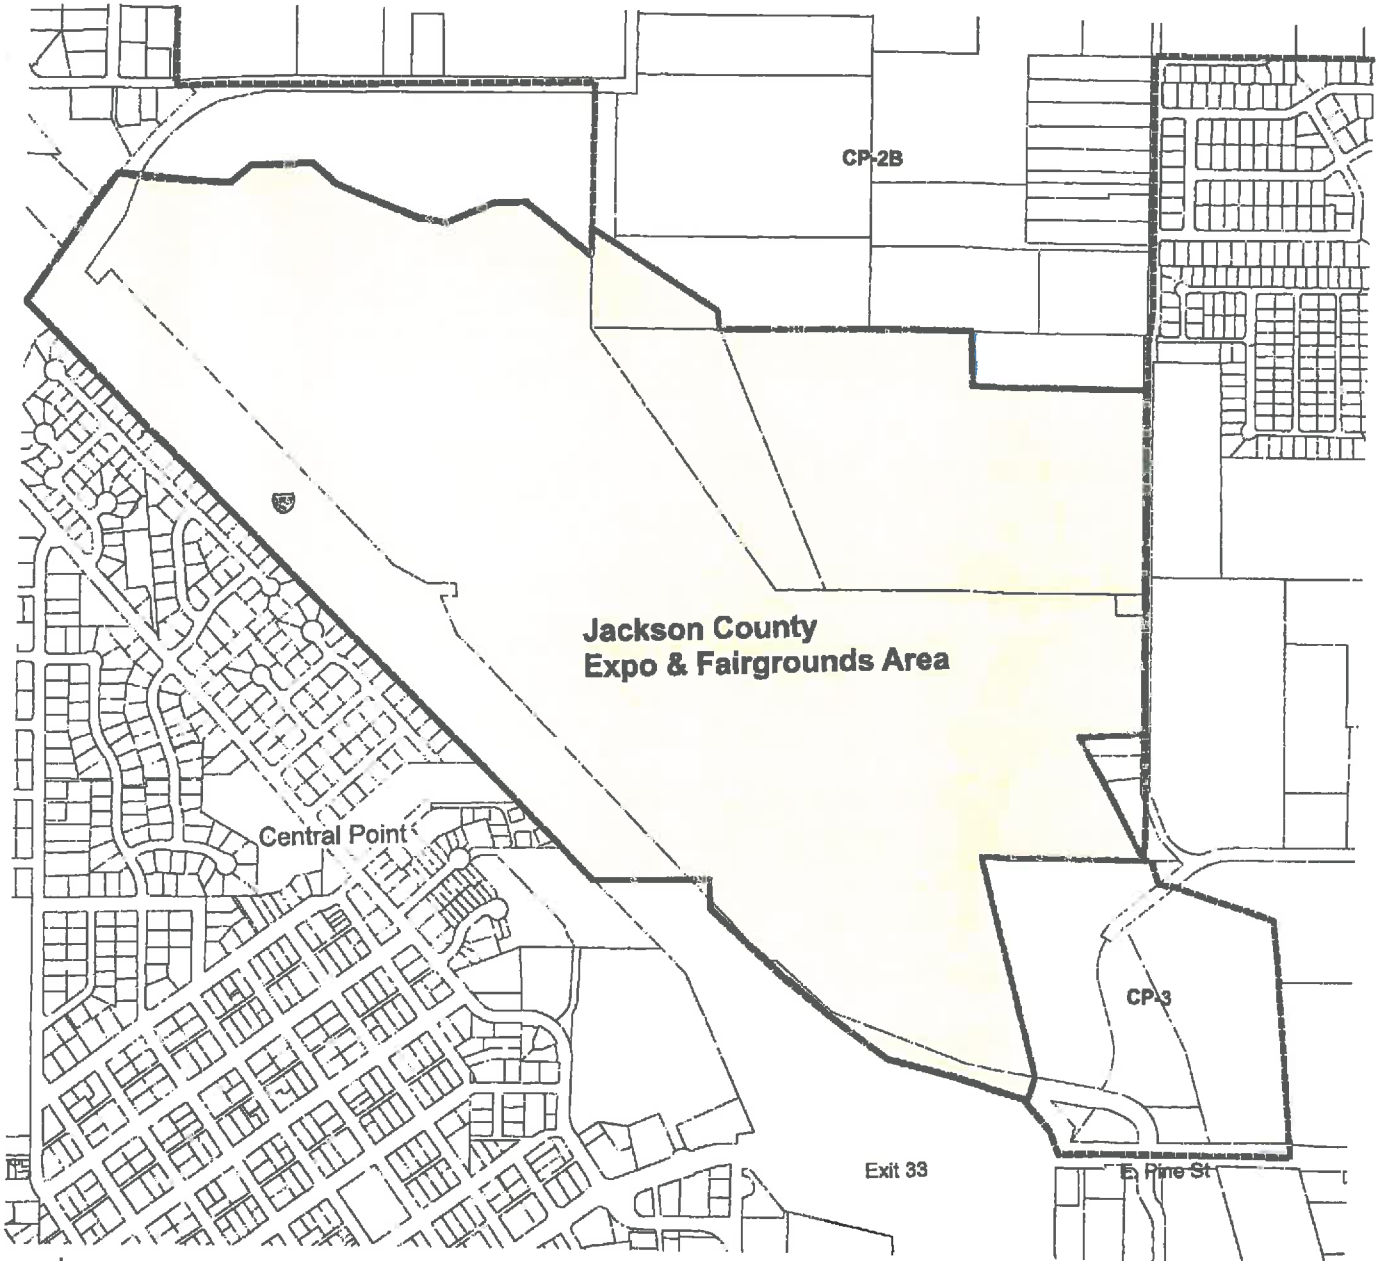 CP-2B
Jackson County
Expo & Fairgrounds Area
Central Point
CP-3
Exit 33
E. Pine St